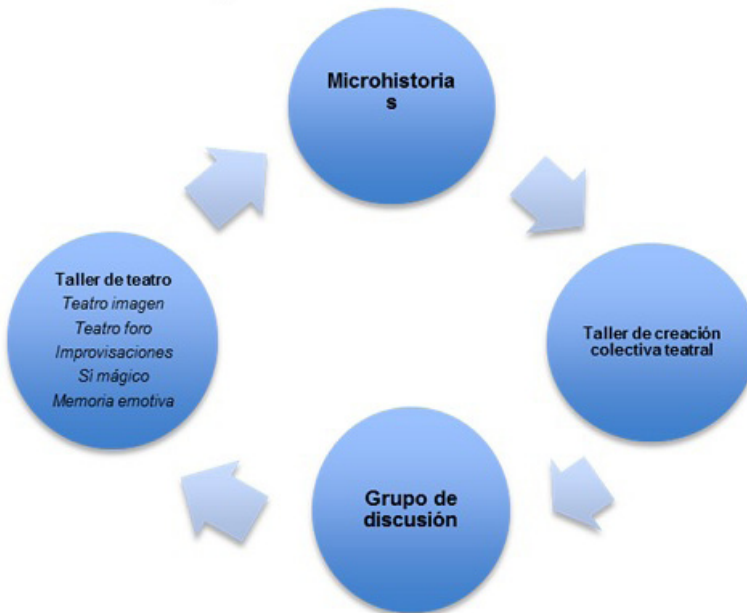 Microhistoria
s
Taller de teatro
Teatro imagen
Teatro foro
Improvisaciones
Sì mágico
Memoria emotiva
Taller de creación
colectiva teatral
Grupo de
discusión